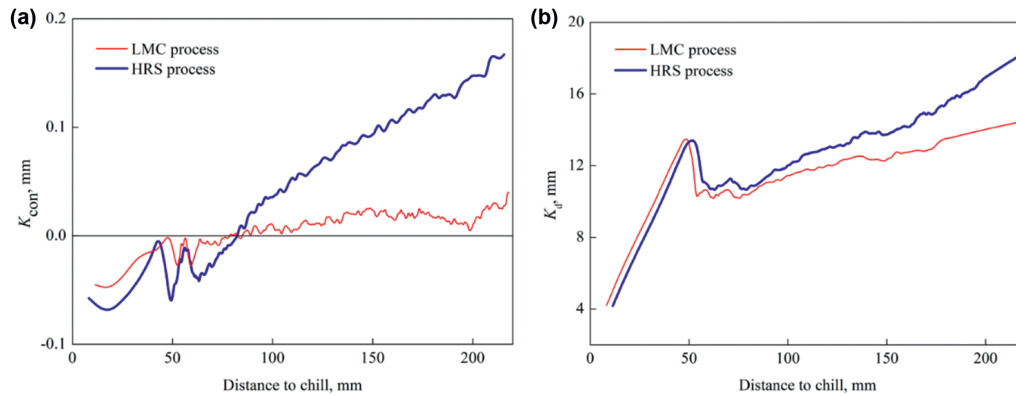 (a)
0.2
0.1
0.0
-0.1
K_con, mm
LMC process
HRS process
0 50 100 150 200
Distance to chill, mm
(b)
20
16
12
8
4
K_d, mm
LMC process
HRS process
0 50 100 150 200
Distance to chill, mm